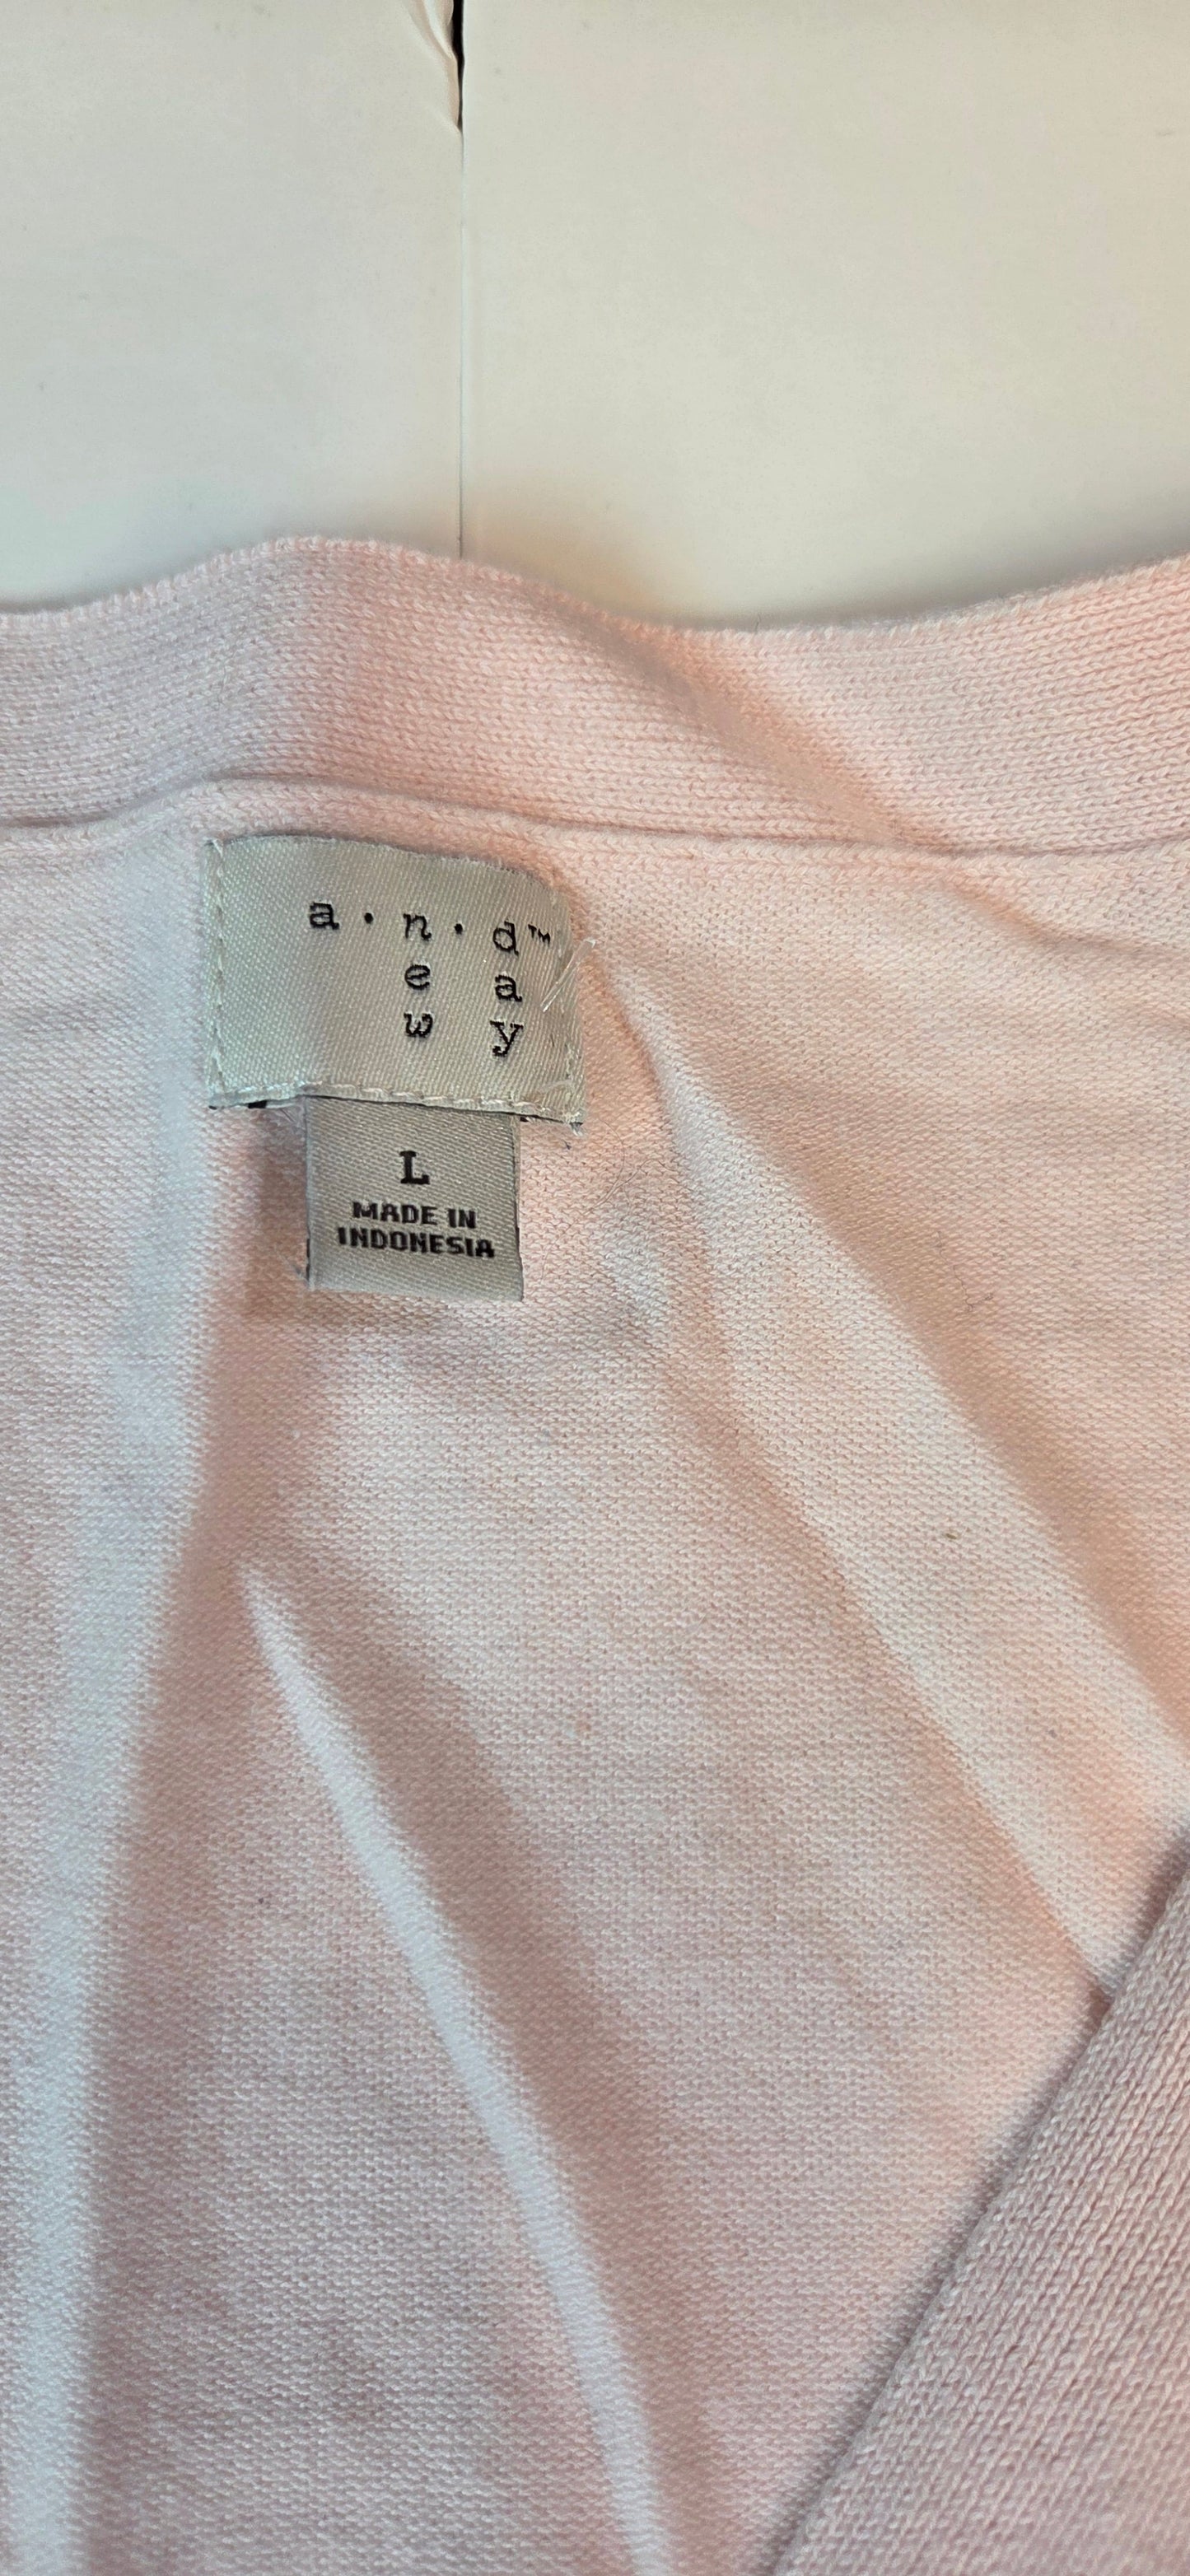 a • n • d™
e a
w y
L
MADE IN
INDONESIA